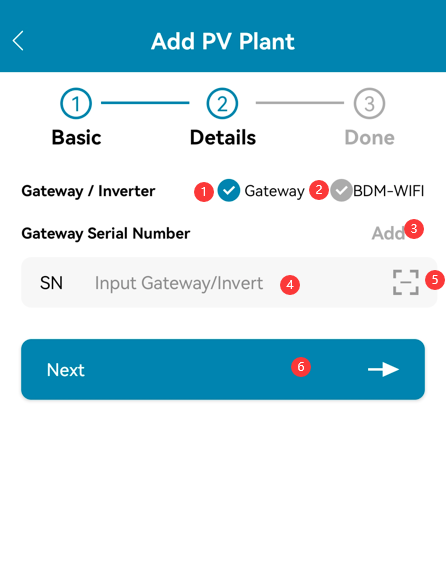 Add PV Plant
1 2 3
Basic Details Done
Gateway / Inverter 1 Gateway 2 BDM-WIFI
Gateway Serial Number Add 3
SN Input Gateway/Invert 4 5
Next 6